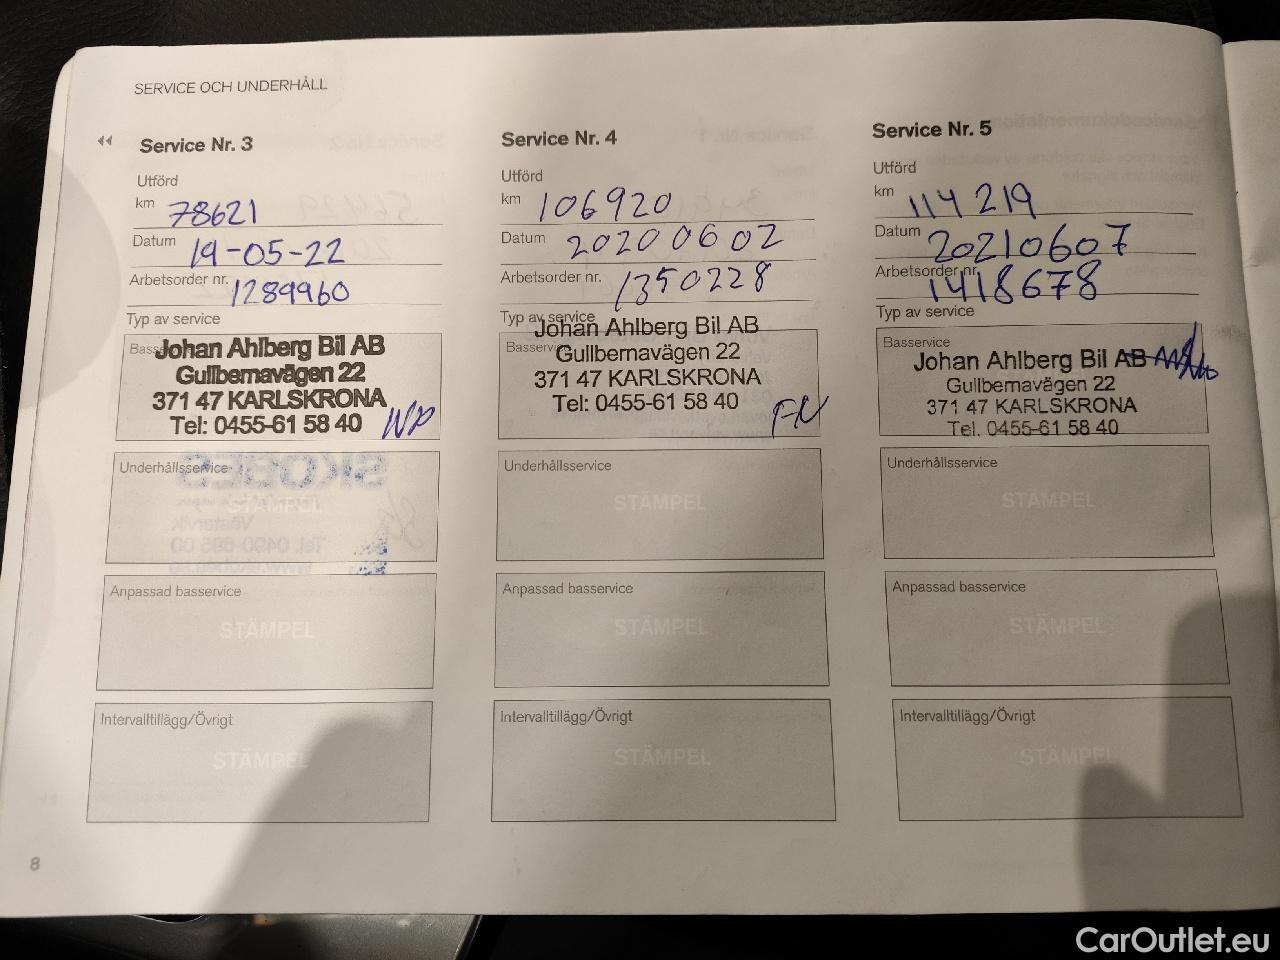 SERVICE OCH UNDERHÅLL
Service Nr. 3
Utförd
km 78621
Datum 19-05-22
Arbetsorder nr. 1289960
Typ av service
Basservice
Johan Ahlberg Bil AB
Gullbernavägen 22
371 47 KARLSKRONA
Tel: 0455-61 58 40
Underhållsservice
STÄMPEL
Anpassad basservice
STÄMPEL
Intervalltillägg/Övrigt
STÄMPEL
Service Nr. 4
Utförd
km 106920
Datum 20200602
Arbetsorder nr. 1350228
Typ av service
Basservice
Johan Ahlberg Bil AB
Gullbernavägen 22
371 47 KARLSKRONA
Tel: 0455-61 58 40
Underhållsservice
STÄMPEL
Anpassad basservice
STÄMPEL
Intervalltillägg/Övrigt
STÄMPEL
Service Nr. 5
Utförd
km 114219
Datum 20210607
Arbetsorder nr. 1418678
Typ av service
Basservice
Johan Ahlberg Bil AB
Gullbernavägen 22
371 47 KARLSKRONA
Tel. 0455-61 58 40
Underhållsservice
STÄMPEL
Anpassad basservice
STÄMPEL
Intervalltillägg/Övrigt
STÄMPEL
8
CarOutlet.eu